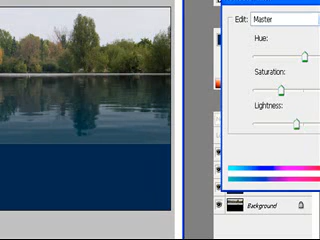 Edit: Master
Hue:
Saturation:
Lightness:
Background